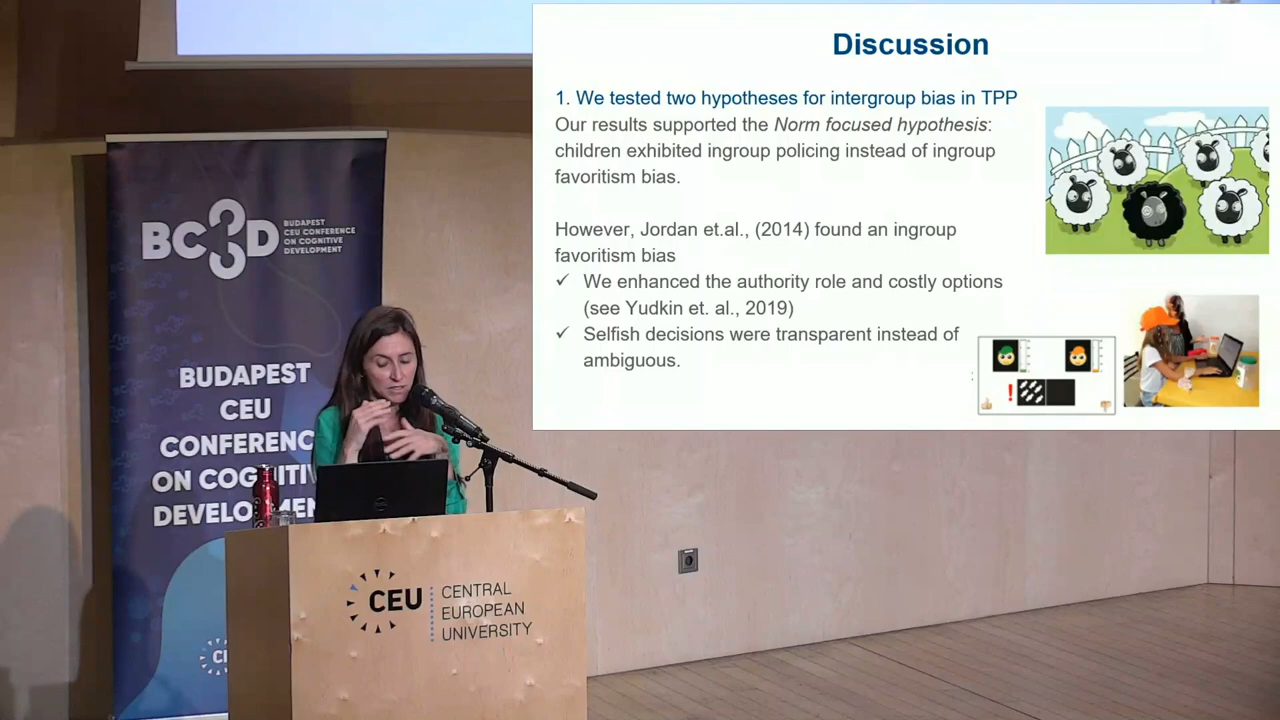 Discussion
1. We tested two hypotheses for intergroup bias in TPP
Our results supported the Norm focused hypothesis:
children exhibited ingroup policing instead of ingroup
favoritism bias.
However, Jordan et.al., (2014) found an ingroup
favoritism bias
✓ We enhanced the authority role and costly options
(see Yudkin et. al., 2019)
✓ Selfish decisions were transparent instead of
ambiguous.
BC3D
BUDAPEST
CEU CONFERENCE
ON COGNITIVE
DEVELOPMENT
BUDAPEST
CEU
CONFERENC
ON COGNITIV
DEVELOPMEN
CEU
CENTRAL
EUROPEAN
UNIVERSITY